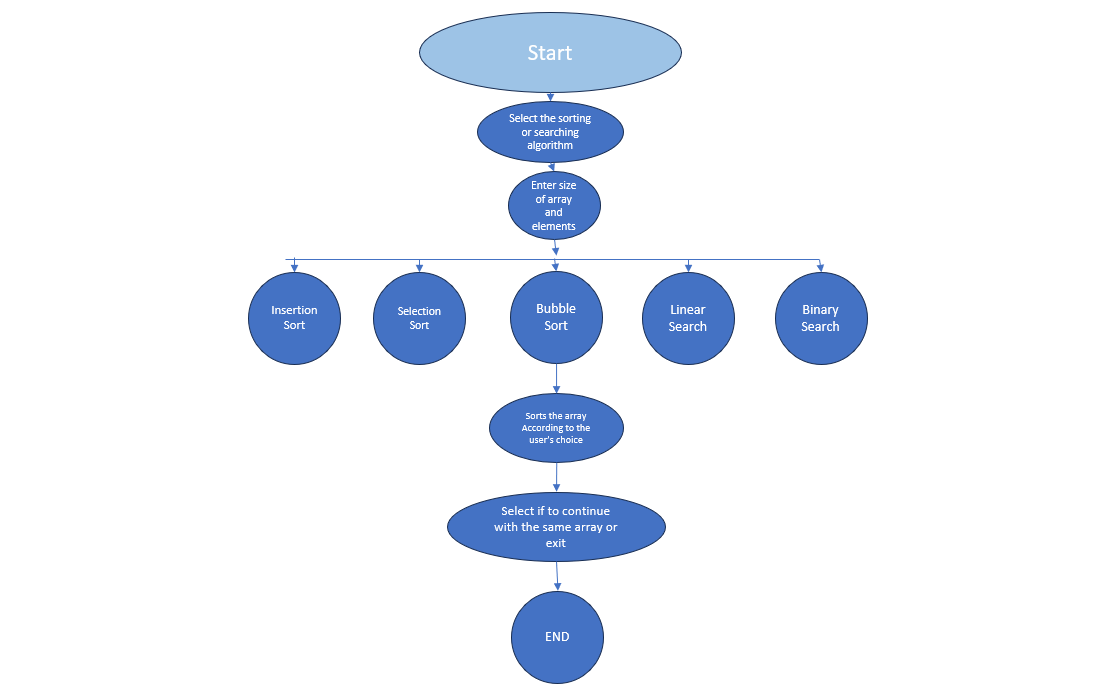 Start
Select the sorting
or searching
algorithm
Enter size
of array
and
elements
Insertion
Sort
Selection
Sort
Bubble
Sort
Linear
Search
Binary
Search
Sorts the array
According to the
user's choice
Select if to continue
with the same array or
exit
END